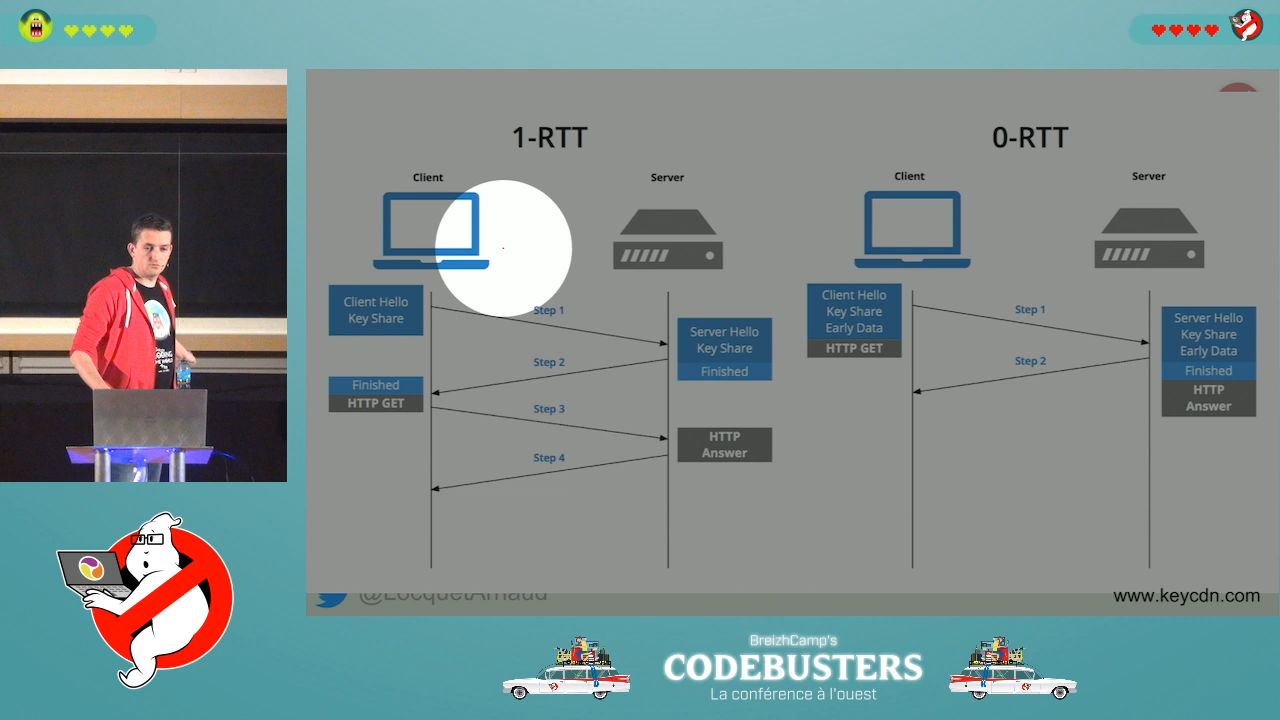 1-RTT
Client
Server
Client Hello
Key Share
Step 1
Server Hello
Key Share
Finished
Step 2
Finished
HTTP GET
Step 3
HTTP
Answer
Step 4
0-RTT
Client
Server
Client Hello
Key Share
Early Data
HTTP GET
Step 1
Server Hello
Key Share
Early Data
Finished
HTTP
Answer
Step 2
@LocquetArnaud
www.keycdn.com
BreizhCamp's
CODEBUSTERS
La conférence à l'ouest